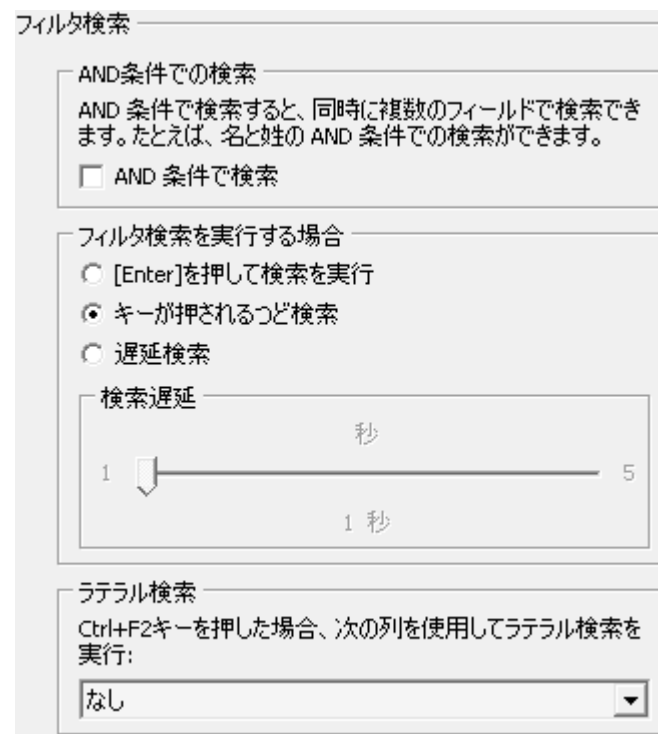 フィルタ検索
AND条件での検索
AND 条件で検索すると、同時に複数のフィールドで検索でき
ます。たとえば、名と姓の AND 条件での検索ができます。
AND 条件で検索
フィルタ検索を実行する場合
[Enter]を押して検索を実行
キーが押されるつど検索
遅延検索
検索遅延
秒
1
5
1 秒
ラテラル検索
Ctrl+F2キーを押した場合、次の列を使用してラテラル検索を
実行:
なし